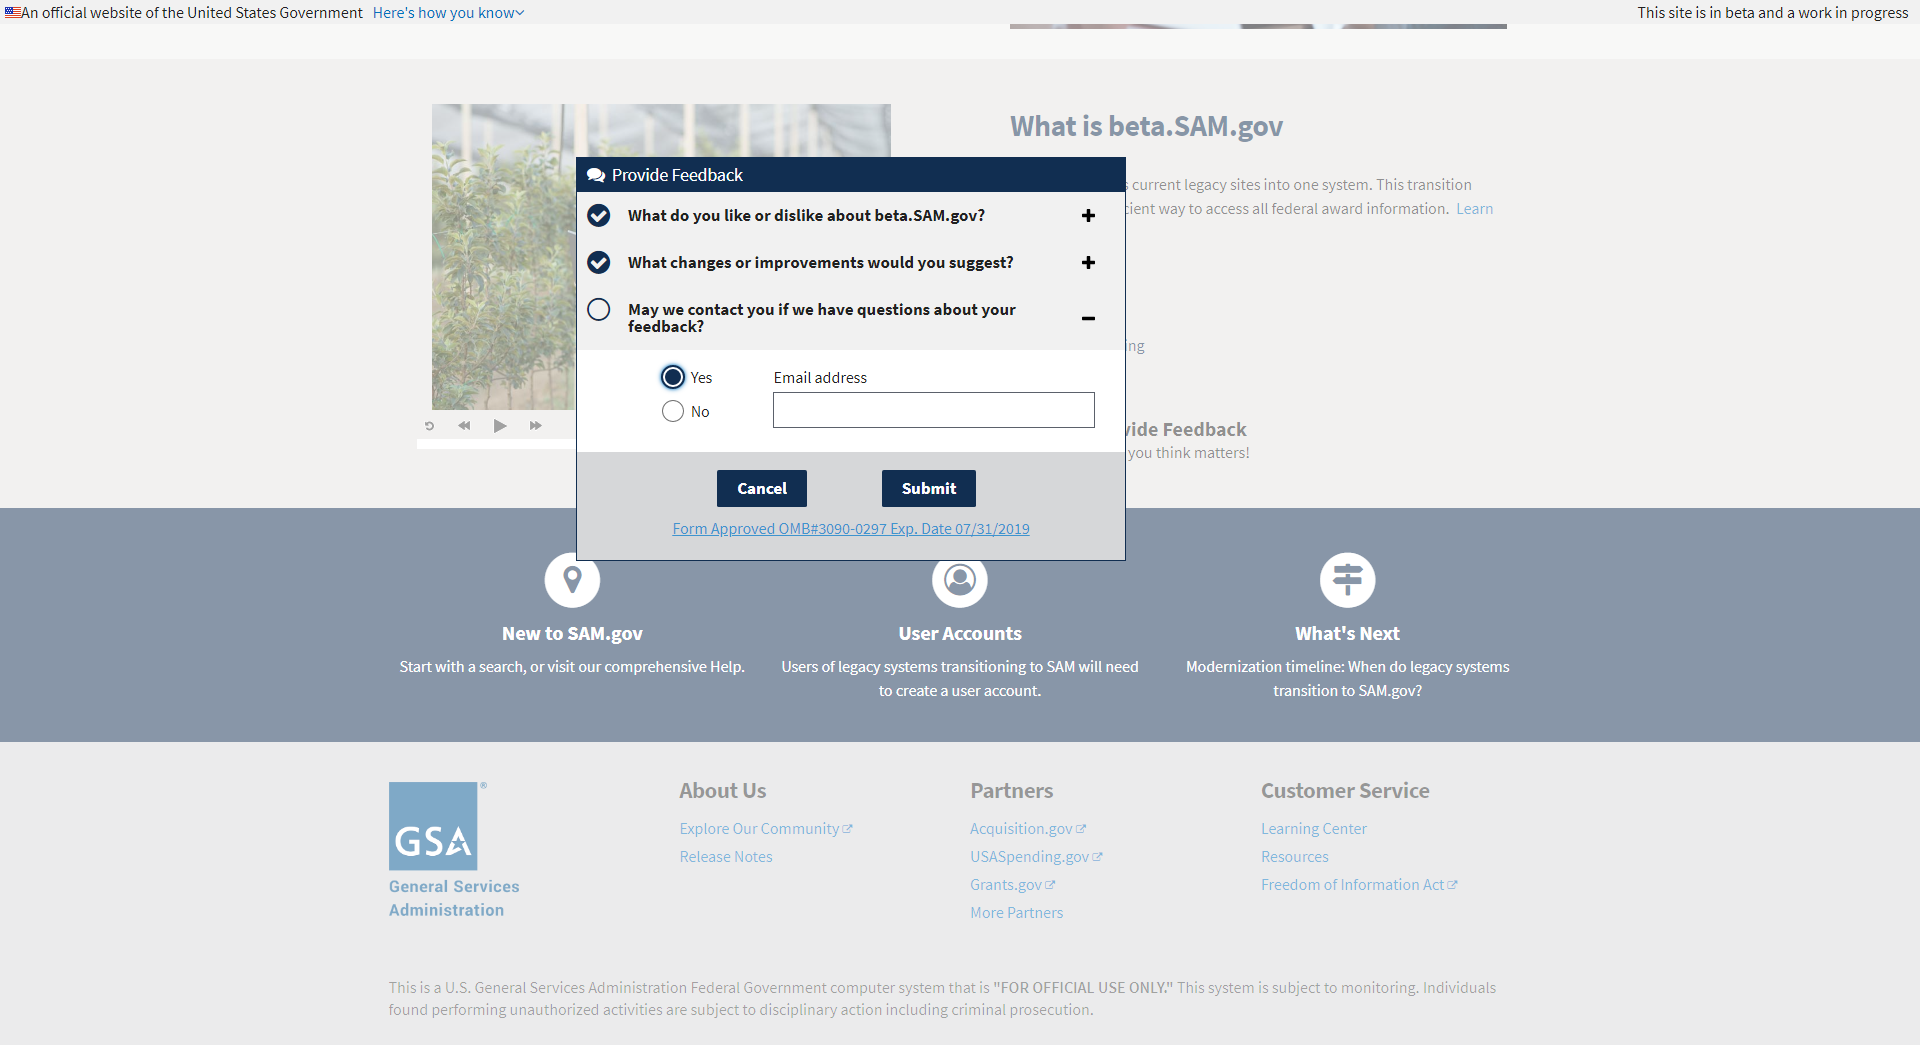 An official website of the United States Government Here's how you know
This site is in beta and a work in progress
What is beta.SAM.gov
current legacy sites into one system. This transition
way to access all federal award information. Learn
Provide Feedback
What do you like or dislike about beta.SAM.gov?
What changes or improvements would you suggest?
May we contact you if we have questions about your
feedback?
Yes
Email address
No
Cancel
Submit
Form Approved OMB#3090-0297 Exp. Date 07/31/2019
Feedback
you think matters!
New to SAM.gov
Start with a search, or visit our comprehensive Help.
User Accounts
Users of legacy systems transitioning to SAM will need
to create a user account.
What's Next
Modernization timeline: When do legacy systems
transition to SAM.gov?
GSA
®
General Services
Administration
About Us
Explore Our Community
Release Notes
Partners
Acquisition.gov
USASpending.gov
Grants.gov
More Partners
Customer Service
Learning Center
Resources
Freedom of Information Act
This is a U.S. General Services Administration Federal Government computer system that is "FOR OFFICIAL USE ONLY." This system is subject to monitoring. Individuals
found performing unauthorized activities are subject to disciplinary action including criminal prosecution.